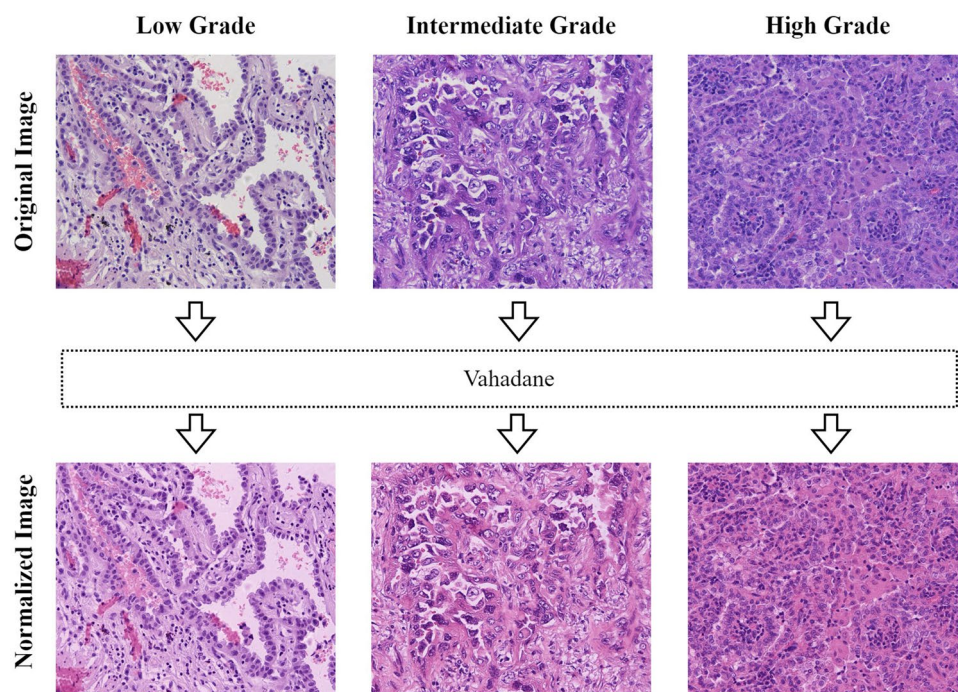 Low Grade
Intermediate Grade
High Grade
Original Image
Vahadane
Normalized Image